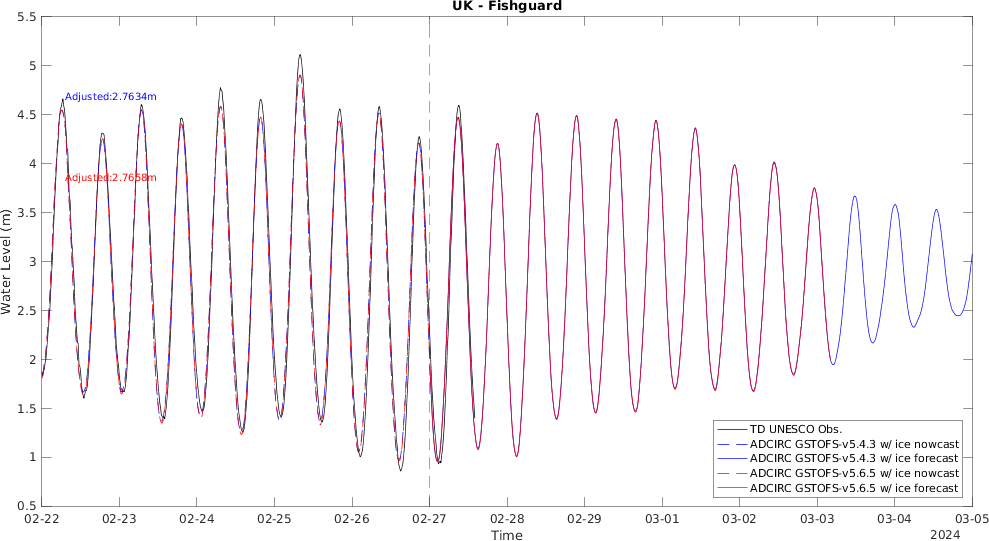 UK - Fishguard
5.5
5
4.5
4
3.5
3
2.5
2
1.5
1
0.5
Water Level (m)
Adjusted:2.7634m
Adjusted:2.7658m
TD UNESCO Obs.
ADCIRC GSTOFS-v5.4.3 w/ ice nowcast
ADCIRC GSTOFS-v5.4.3 w/ ice forecast
ADCIRC GSTOFS-v5.6.5 w/ ice nowcast
ADCIRC GSTOFS-v5.6.5 w/ ice forecast
02-22 02-23 02-24 02-25 02-26 02-27 02-28 02-29 03-01 03-02 03-03 03-04 03-05
Time
2024